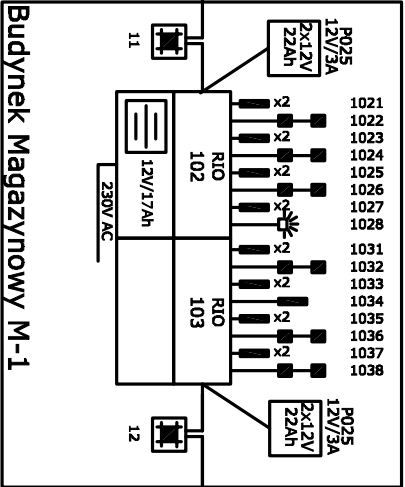 Budynek Magazynowy M-1
11
P025
12V/3A
2x12V
22Ah
12V/17Ah
230V AC
RIO
102
x2 1021
1022
x2 1023
1024
x2 1025
1026
x2 1027
1028
RIO
103
x2 1031
1032
x2 1033
1034
x2 1035
1036
x2 1037
1038
12
P025
12V/3A
2x12V
22Ah